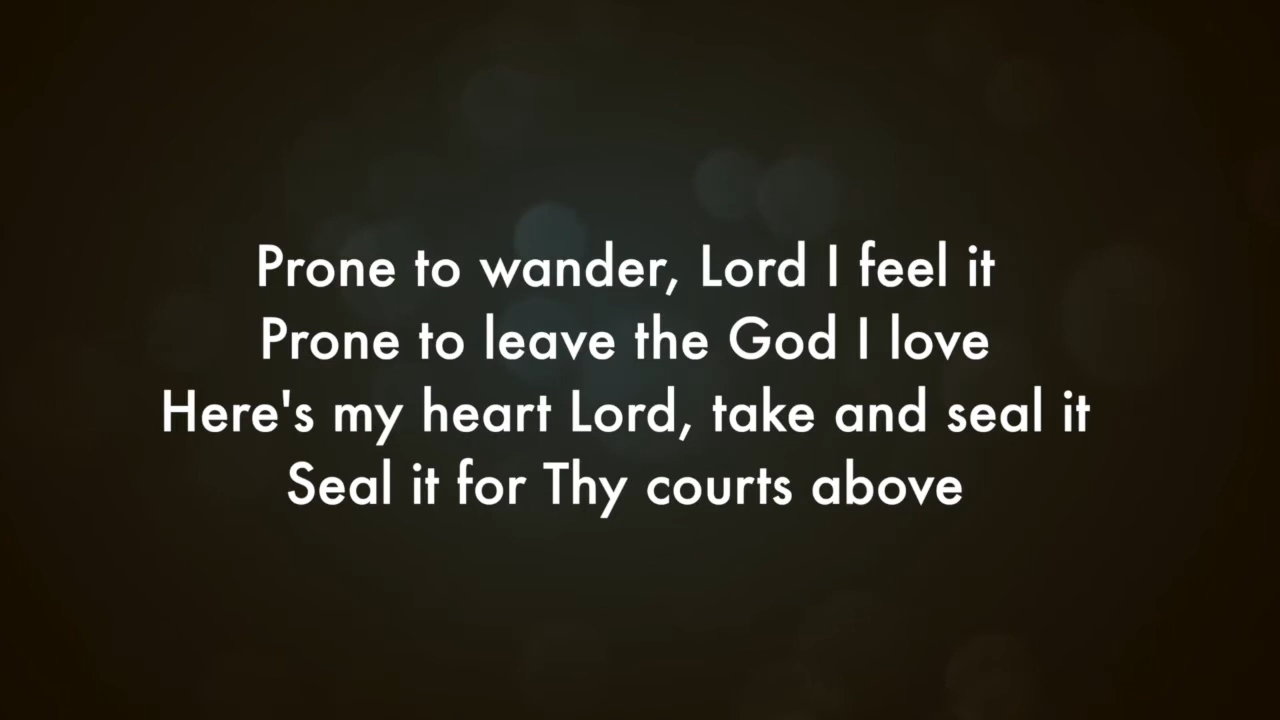 Prone to wander, Lord I feel it
Prone to leave the God I love
Here's my heart Lord, take and seal it
Seal it for Thy courts above